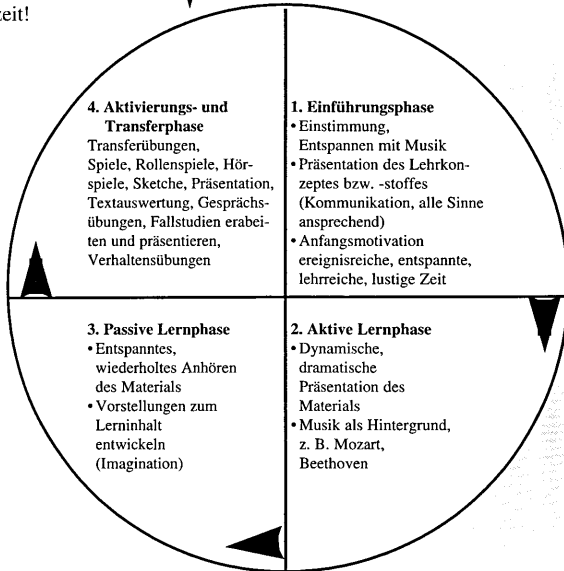 zeit!
4. Aktivierungs- und
Transferphase
Transferübungen,
Spiele, Rollenspiele, Hör-
spiele, Sketche, Präsentation,
Textauswertung, Gesprächs-
übungen, Fallstudien erabei-
ten und präsentieren,
Verhaltensübungen
1. Einführungsphase
• Einstimmung,
Entspannen mit Musik
• Präsentation des Lehrkon-
zeptes bzw. -stoffes
(Kommunikation, alle Sinne
ansprechend)
• Anfangsmotivation
ereignisreiche, entspannte,
lehrreiche, lustige Zeit
3. Passive Lernphase
• Entspanntes,
wiederholtes Anhören
des Materials
• Vorstellungen zum
Lerninhalt
entwickeln
(Imagination)
2. Aktive Lernphase
• Dynamische,
dramatische
Präsentation des
Materials
• Musik als Hintergrund,
z. B. Mozart,
Beethoven